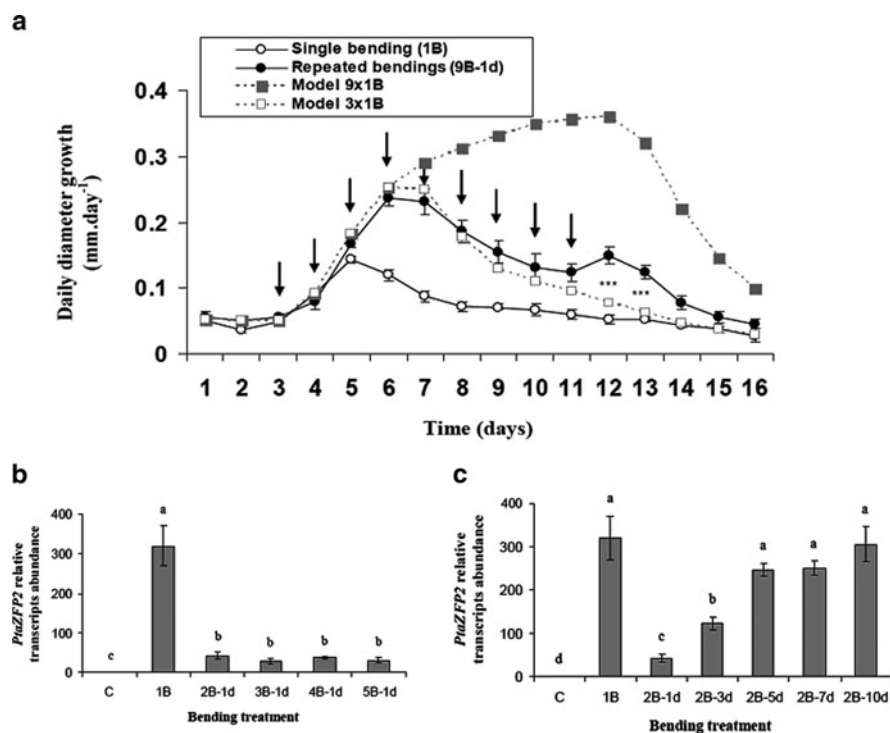 a
Single bending (1B)
Repeated bendings (9B-1d)
Model 9x1B
Model 3x1B
Daily diameter growth
(mm.day-1)
0.4
0.3
0.2
0.1
0
*** ***
1 2 3 4 5 6 7 8 9 10 11 12 13 14 15 16
Time (days)
b
PtaZFP2 relative
transcripts abundance
400
300
200
100
0
c a b b b b
C 1B 2B-1d 3B-1d 4B-1d 5B-1d
Bending treatment
c
PtaZFP2 relative
transcripts abundance
400
300
200
100
0
d a c b a a a
C 1B 2B-1d 2B-3d 2B-5d 2B-7d 2B-10d
Bending treatment